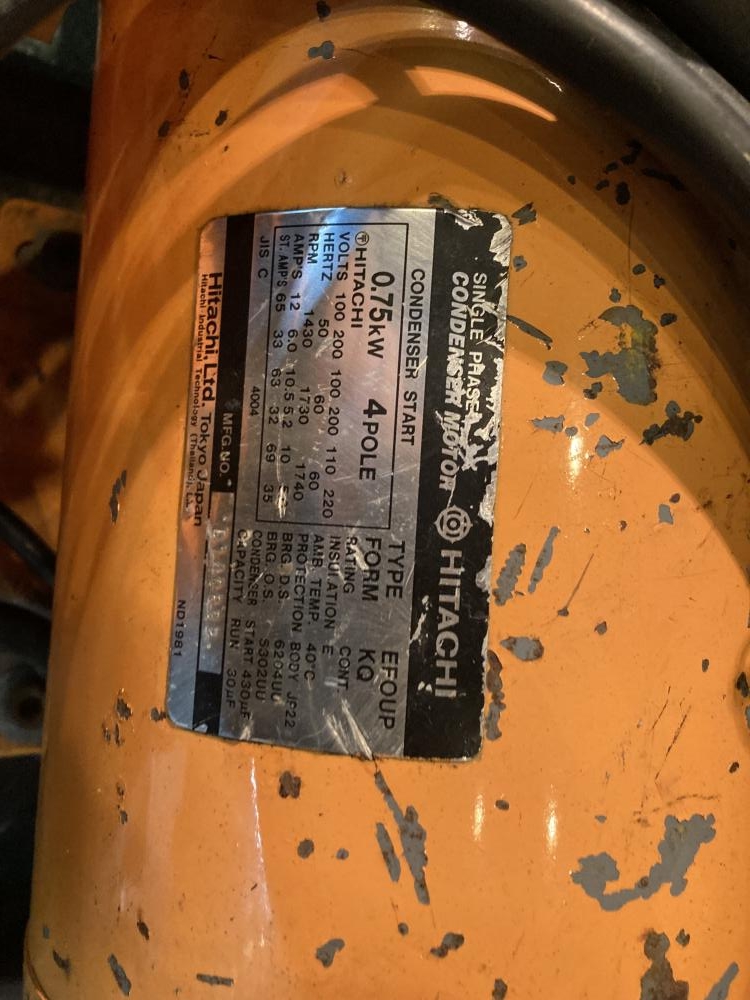 SINGLE PHASE
CONDENSER MOTOR HITACHI
CONDENSER START
TYPE EFOUP
0.75kW 4POLE
FORM KQ
HITACHI
RATING CONT.
VOLTS 100 200 100 200 110 220
INSULATION E
HERTZ 50 60 60
AMB. TEMP. 40°C
RPM 1430 1730 1740
PROTECTION BODY JP22
AMP'S 12 6.0 10.5 5.2 10
BRG. D.S. 6204UU
ST. AMP'S 65 33 63 32 69 35
BRG. O.S. 6302UU
JIS C 4004
CONDENSER START 430μF
CAPACITY RUN 30μF
MFG.NO.
Hitachi, Ltd. Tokyo Japan
Hitachi Industrial Technology (Thailand), Ltd.
ND1981